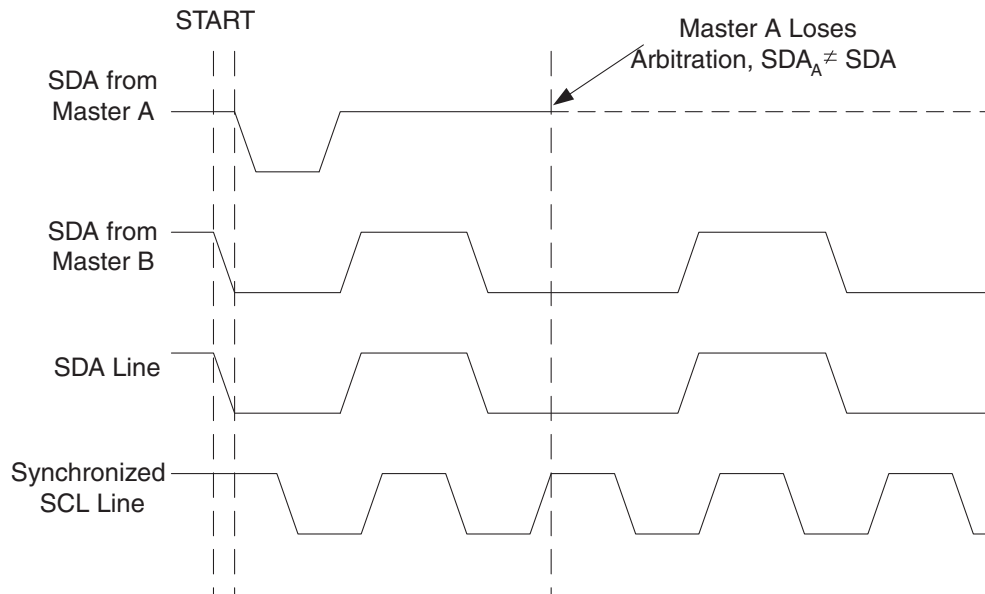 START
Master A Loses
Arbitration, SDA_A ≠ SDA
SDA from
Master A
SDA from
Master B
SDA Line
Synchronized
SCL Line